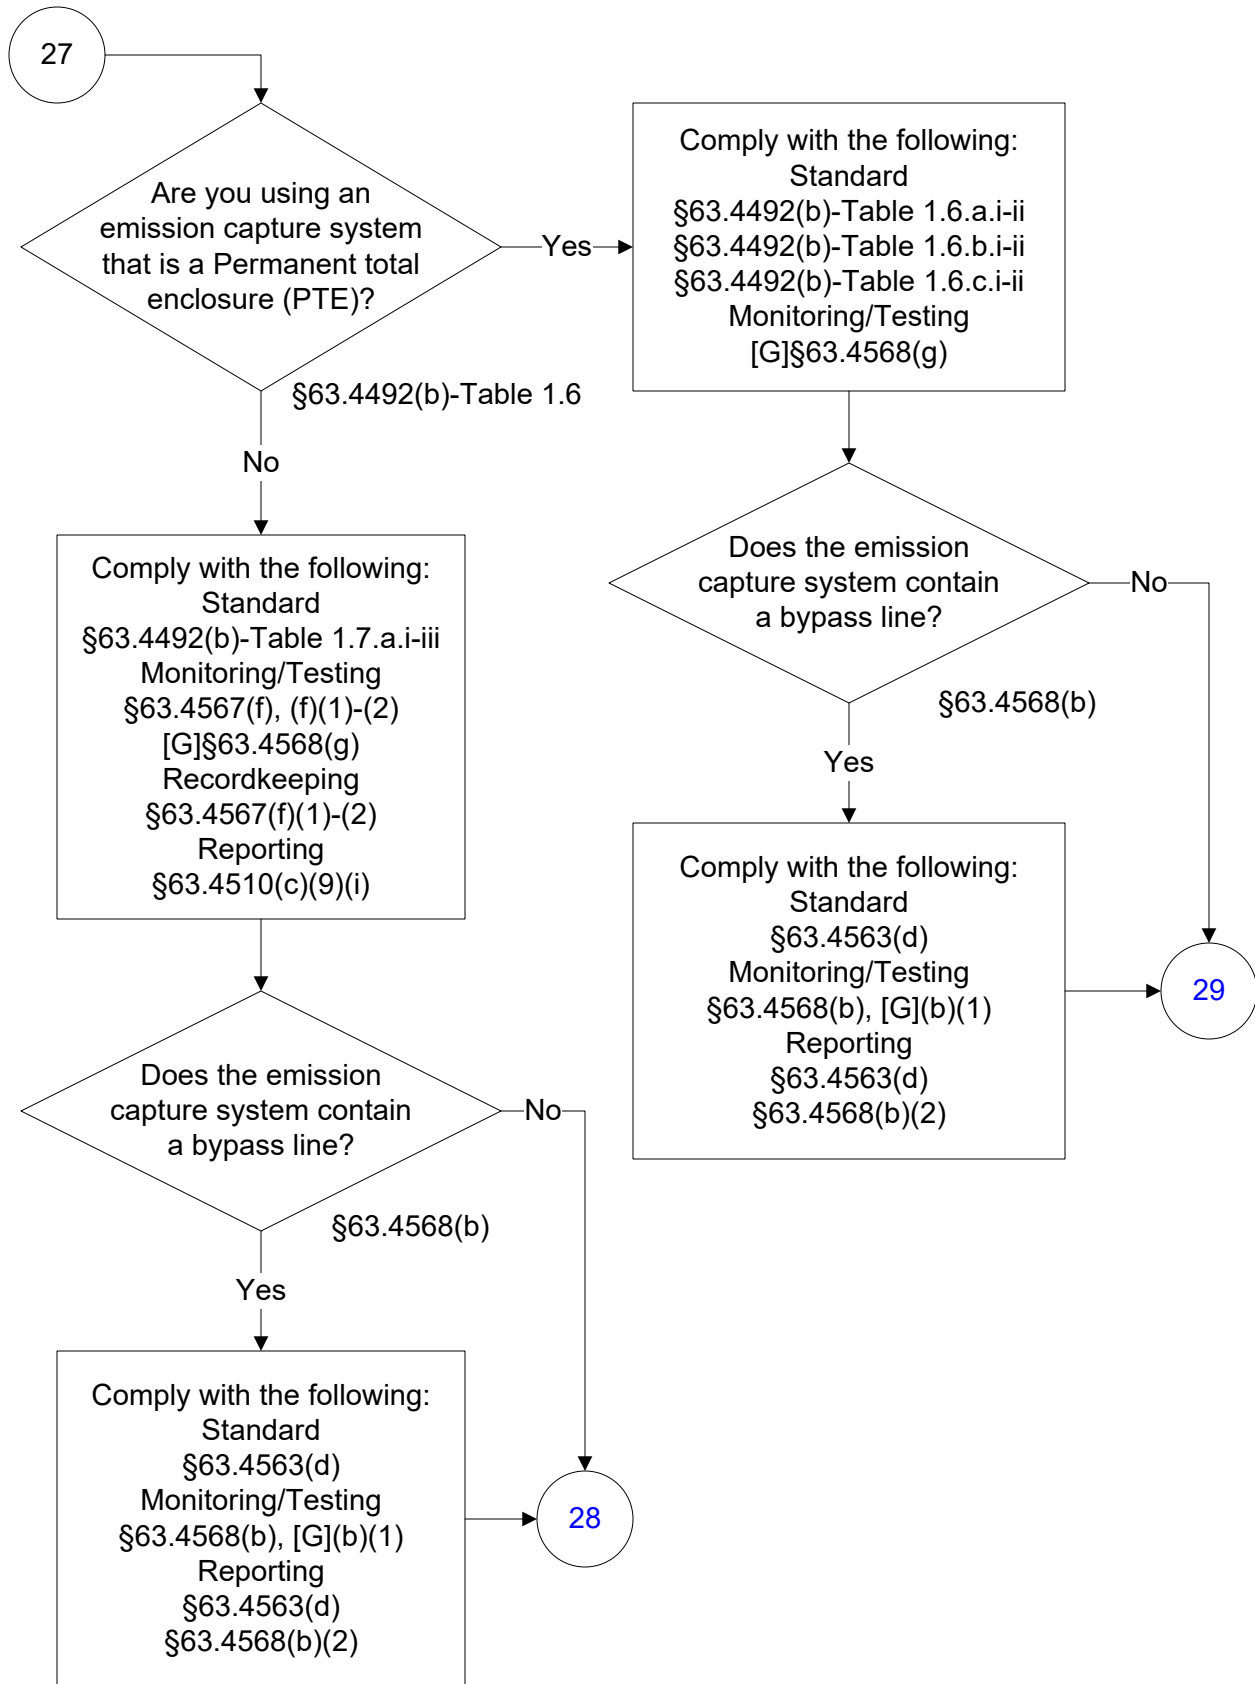 27
Are you using an
emission capture system
that is a Permanent total
enclosure (PTE)?
Yes
§63.4492(b)-Table 1.6
No
Comply with the following:
Standard
§63.4492(b)-Table 1.6.a.i-ii
§63.4492(b)-Table 1.6.b.i-ii
§63.4492(b)-Table 1.6.c.i-ii
Monitoring/Testing
[G]§63.4568(g)
Does the emission
capture system contain
a bypass line?
No
§63.4568(b)
Yes
Comply with the following:
Standard
§63.4563(d)
Monitoring/Testing
§63.4568(b), [G](b)(1)
Reporting
§63.4563(d)
§63.4568(b)(2)
29
Comply with the following:
Standard
§63.4492(b)-Table 1.7.a.i-iii
Monitoring/Testing
§63.4567(f), (f)(1)-(2)
[G]§63.4568(g)
Recordkeeping
§63.4567(f)(1)-(2)
Reporting
§63.4510(c)(9)(i)
Does the emission
capture system contain
a bypass line?
No
§63.4568(b)
Yes
Comply with the following:
Standard
§63.4563(d)
Monitoring/Testing
§63.4568(b), [G](b)(1)
Reporting
§63.4563(d)
§63.4568(b)(2)
28